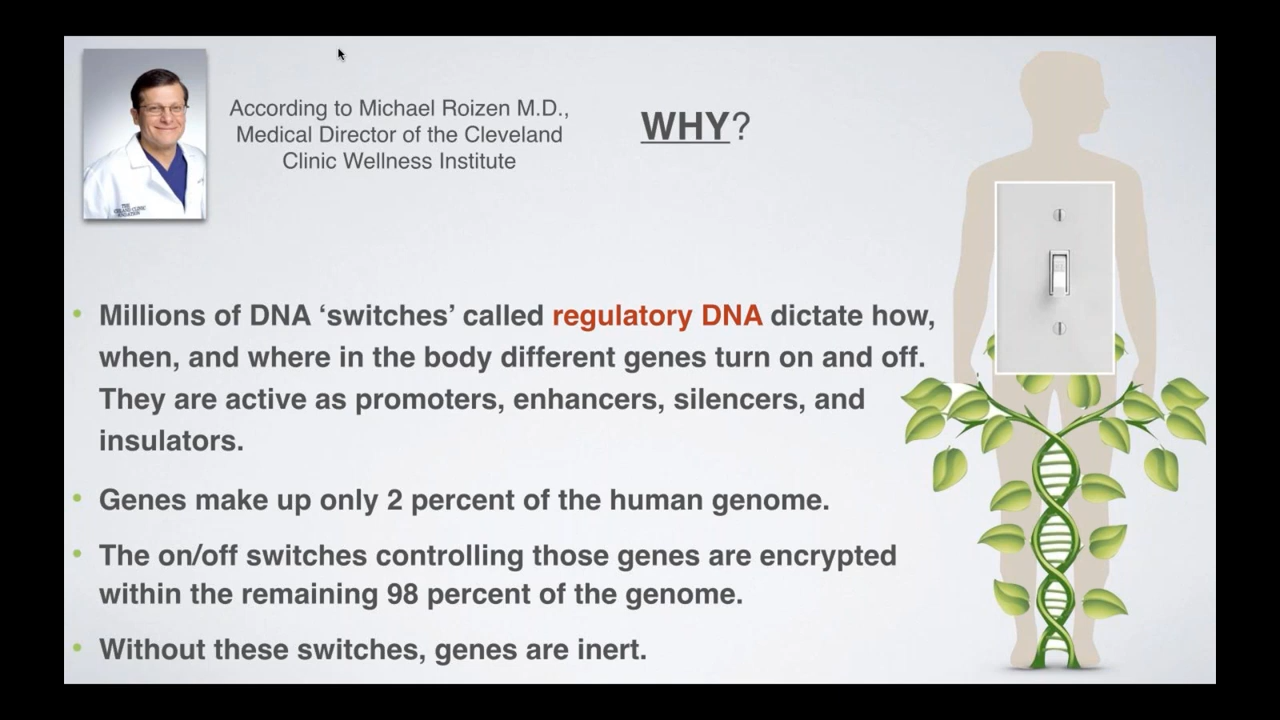 According to Michael Roizen M.D.,
Medical Director of the Cleveland
Clinic Wellness Institute
WHY?
• Millions of DNA ‘switches’ called regulatory DNA dictate how,
when, and where in the body different genes turn on and off.
They are active as promoters, enhancers, silencers, and
insulators.
• Genes make up only 2 percent of the human genome.
• The on/off switches controlling those genes are encrypted
within the remaining 98 percent of the genome.
• Without these switches, genes are inert.